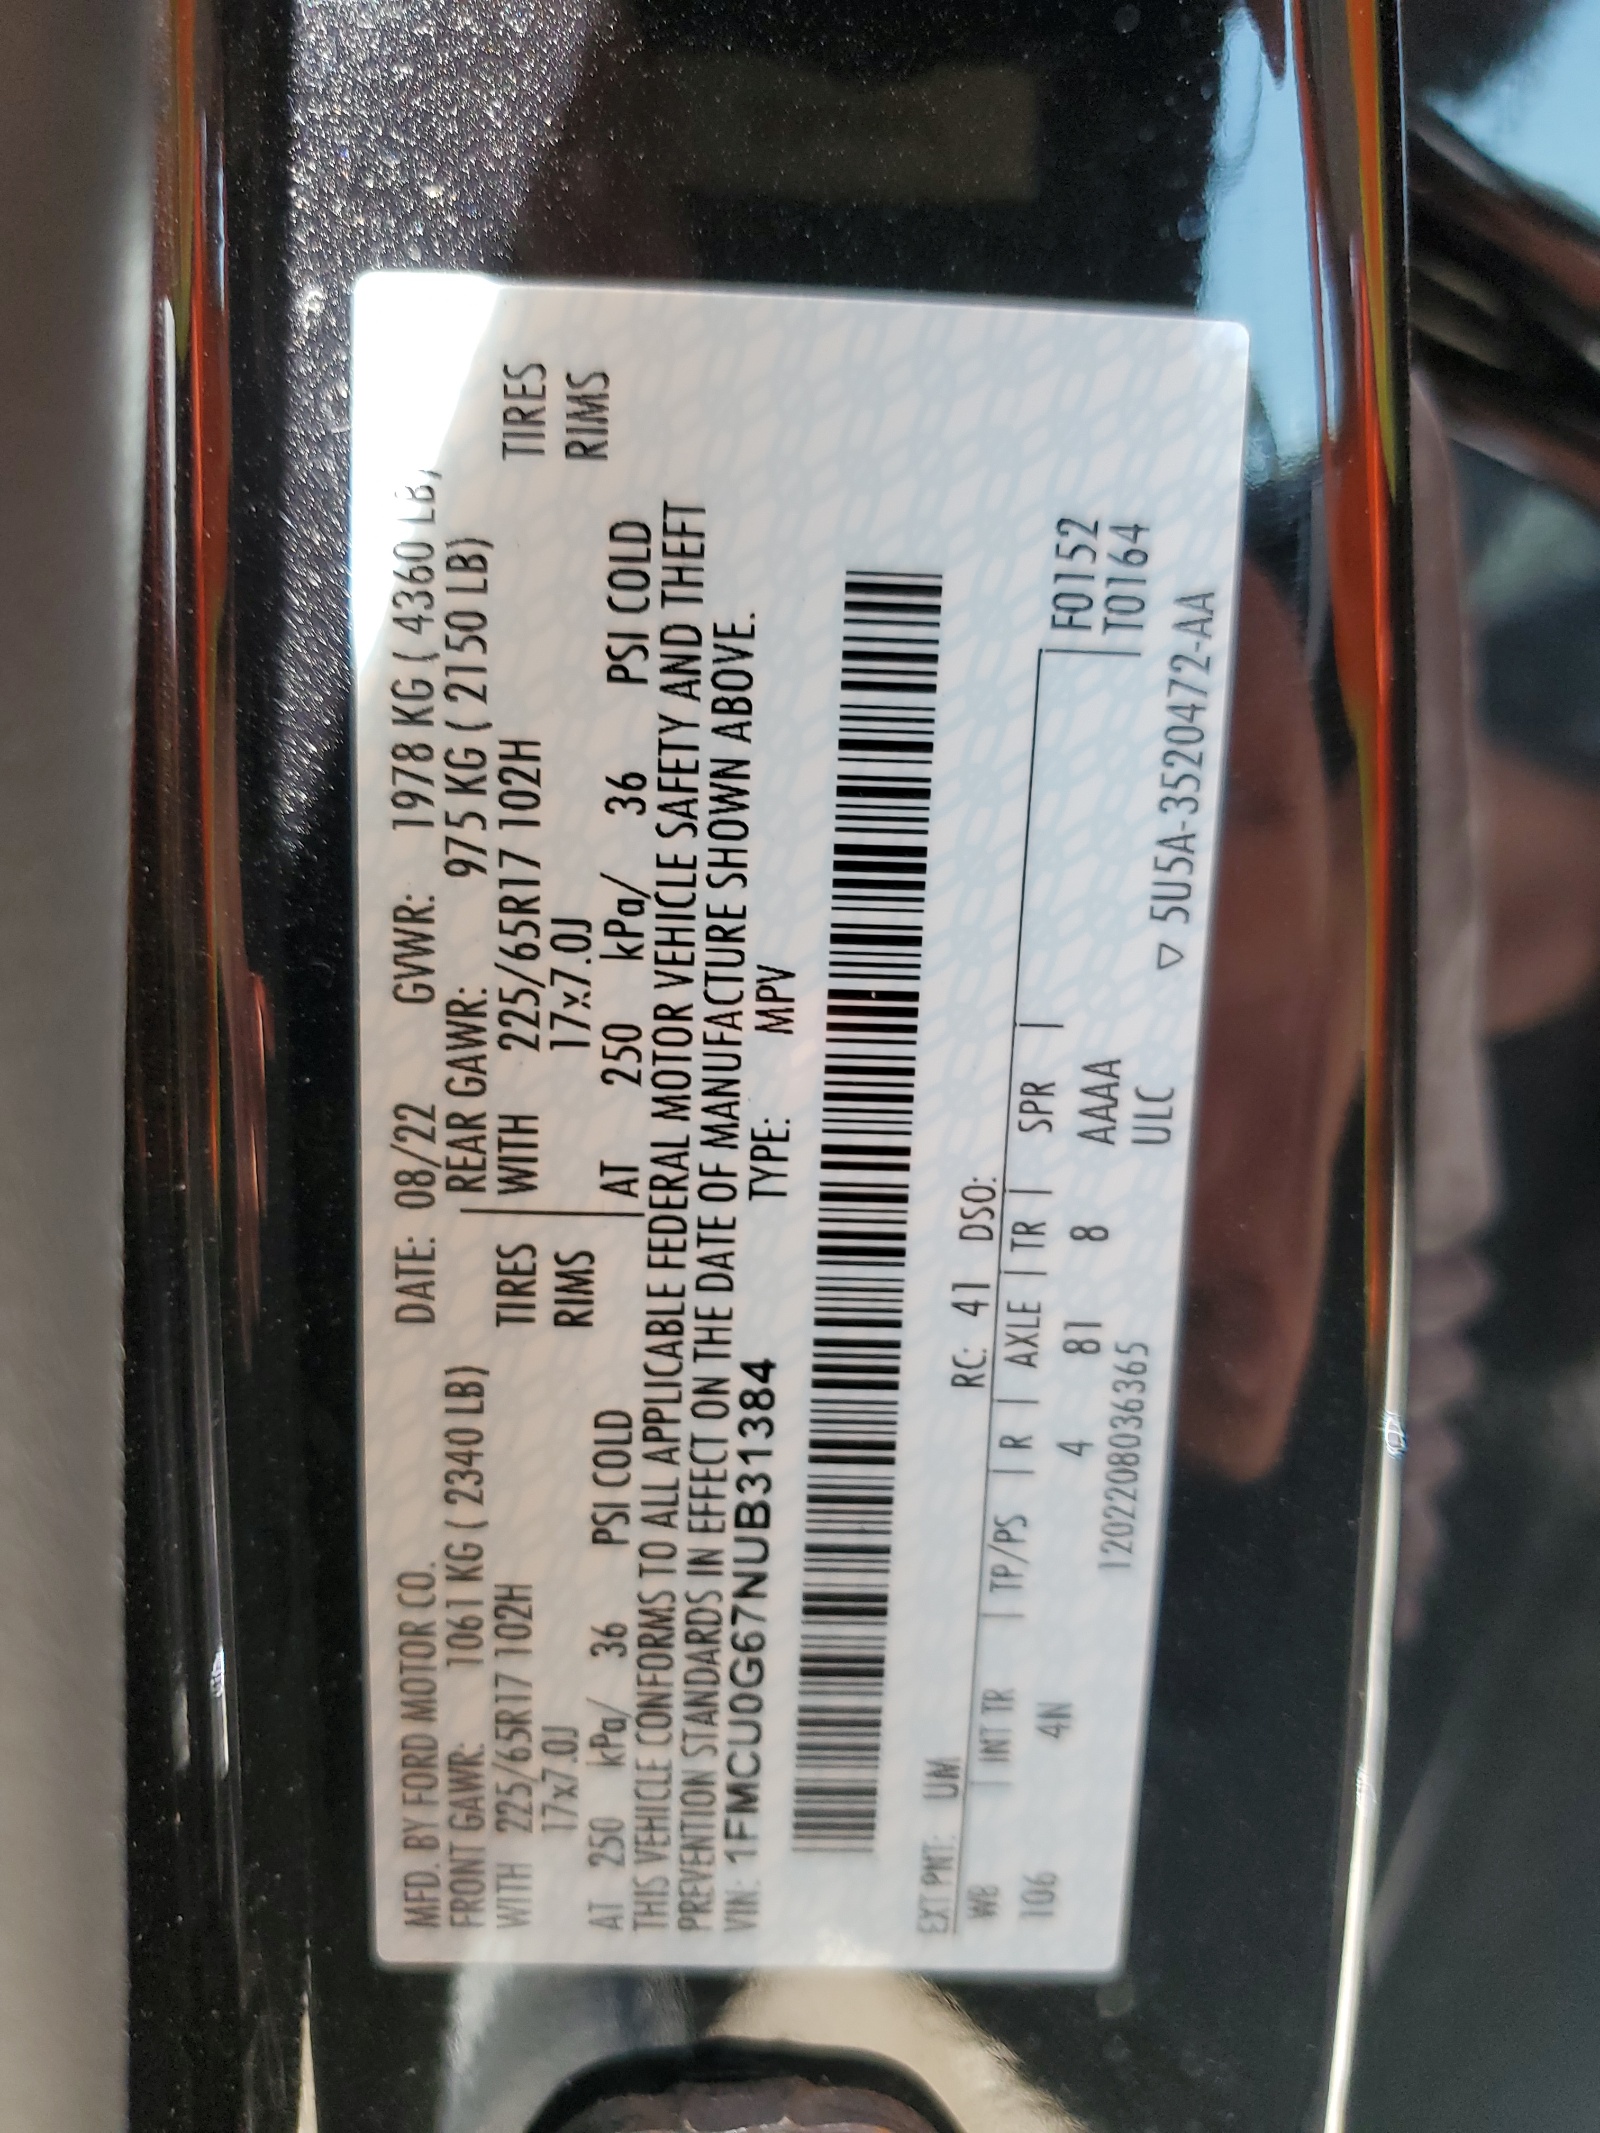 MFD. BY FORD MOTOR CO. DATE: 08/22 GVWR: 1978 KG ( 4360 LB)
FRONT GAWR: 1061 KG ( 2340 LB) REAR GAWR: 975 KG ( 2150 LB)
WITH 225/65R17 102H TIRES WITH 225/65R17 102H TIRES
17x7.0J RIMS 17x7.0J RIMS
AT 250 kPa/ 36 PSI COLD AT 250 kPa/ 36 PSI COLD
THIS VEHICLE CONFORMS TO ALL APPLICABLE FEDERAL MOTOR VEHICLE SAFETY AND THEFT
PREVENTION STANDARDS IN EFFECT ON THE DATE OF MANUFACTURE SHOWN ABOVE.
VIN: 1FMCU0G67NUB31384 TYPE: MPV
EXT PNT: UM RC: 41 DSO:
WB | INT TR | TP/PS | R | AXLE | TR | SPR | F0152
106 4N 4 81 8 AAAA T0164
1202208036365 ULC
▽ 5U5A-3520472-AA